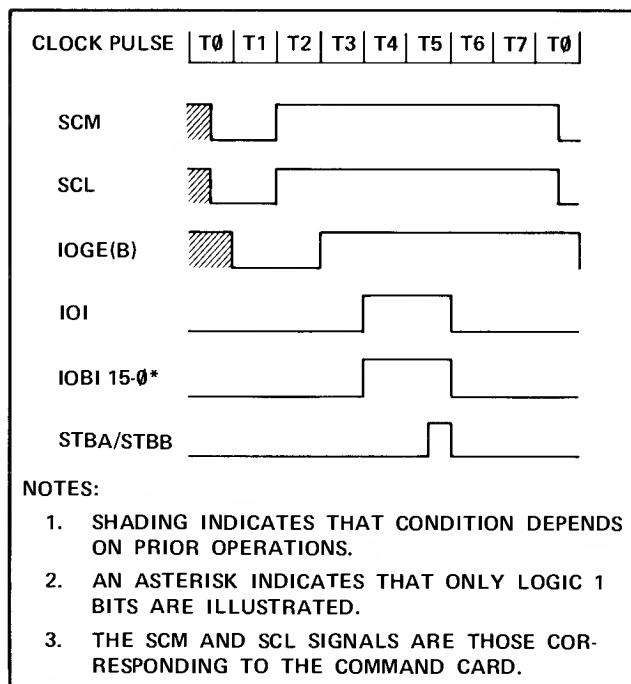 CLOCK PULSE | TØ | T1 | T2 | T3 | T4 | T5 | T6 | T7 | TØ |
SCM
SCL
IOGE(B)
IOI
IOBI 15-Ø*
STBA/STBB
NOTES:
1. SHADING INDICATES THAT CONDITION DEPENDS
ON PRIOR OPERATIONS.
2. AN ASTERISK INDICATES THAT ONLY LOGIC 1
BITS ARE ILLUSTRATED.
3. THE SCM AND SCL SIGNALS ARE THOSE COR-
RESPONDING TO THE COMMAND CARD.